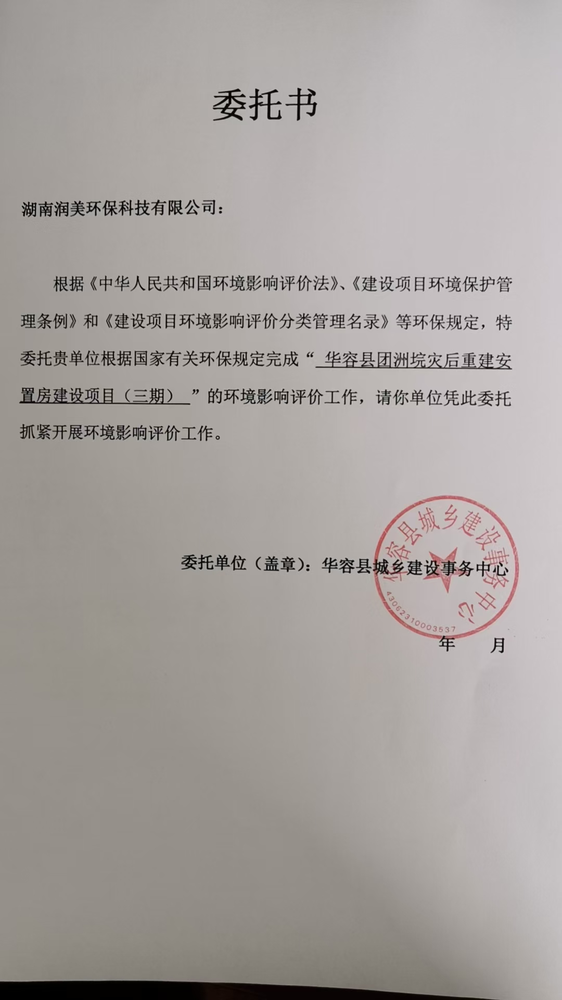 委托书
湖南润美环保科技有限公司：
根据《中华人民共和国环境影响评价法》、《建设项目环境保护管
理条例》和《建设项目环境影响评价分类管理名录》等环保规定，特
委托贵单位根据国家有关环保规定完成“ 华容县团洲垸灾后重建安
置房建设项目（三期） ”的环境影响评价工作，请你单位凭此委托
抓紧开展环境影响评价工作。
委托单位（盖章）：华容县城乡建设事务中心
华容县城乡建设事务中心
43062310003537
年 月